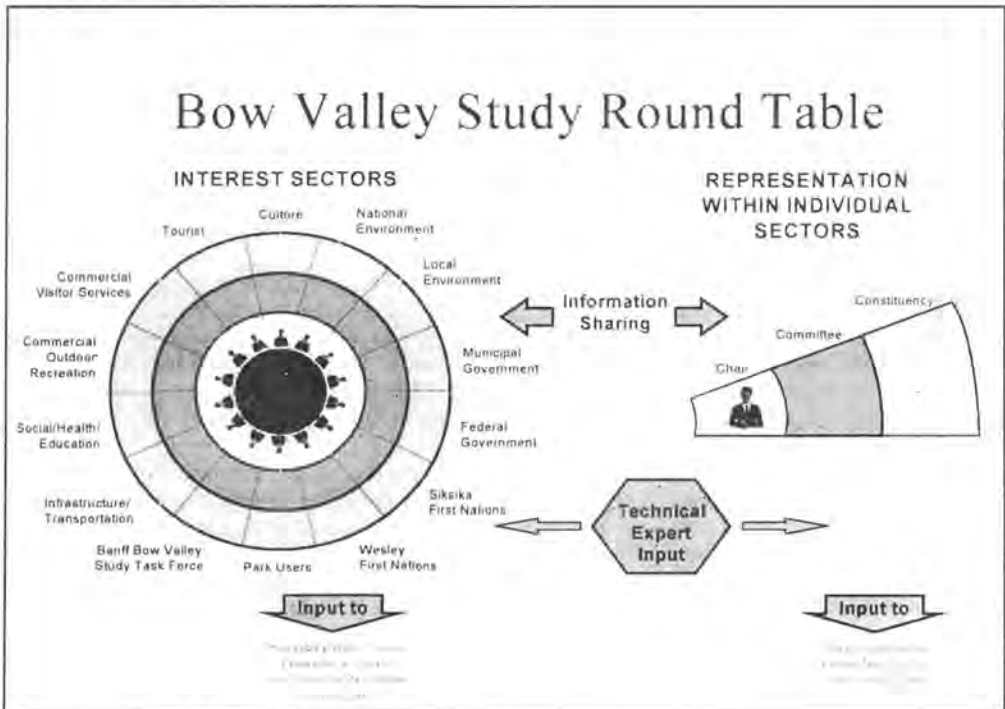 Bow Valley Study Round Table
INTEREST SECTORS
Culture
National
Environment
Local
Environment
Municipal
Government
Federal
Government
Siksika
First Nations
Wesley
First Nations
Park Users
Banff Bow Valley
Study Task Force
Infrastructure/
Transportation
Social/Health/
Education
Commercial
Outdoor
Recreation
Commercial
Visitor Services
Tourist
Information
Sharing
Technical
Expert
Input
REPRESENTATION
WITHIN INDIVIDUAL
SECTORS
Constituency
Committee
Chair
Input to
Input to